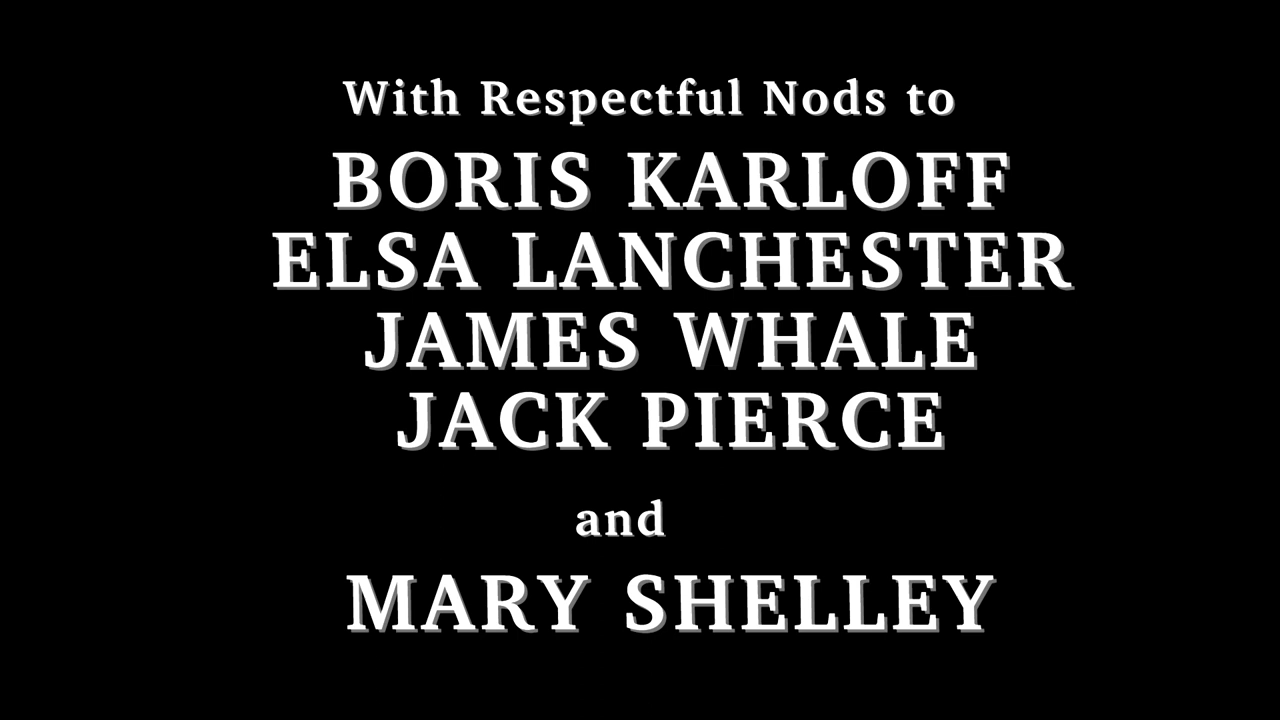 With Respectful Nods to
BORIS KARLOFF
ELSA LANCHESTER
JAMES WHALE
JACK PIERCE
and
MARY SHELLEY